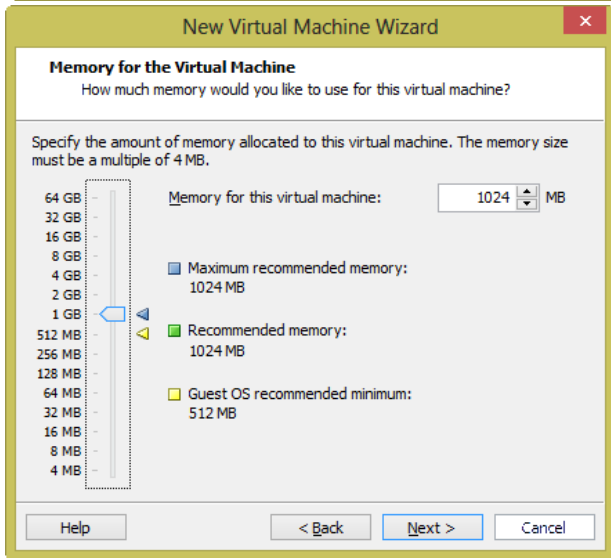 New Virtual Machine Wizard
Memory for the Virtual Machine
How much memory would you like to use for this virtual machine?
Specify the amount of memory allocated to this virtual machine. The memory size
must be a multiple of 4 MB.
Memory for this virtual machine: 1024 MB
64 GB
32 GB
16 GB
8 GB
4 GB
2 GB
1 GB
512 MB
256 MB
128 MB
64 MB
32 MB
16 MB
8 MB
4 MB
Maximum recommended memory:
1024 MB
Recommended memory:
1024 MB
Guest OS recommended minimum:
512 MB
Help
< Back
Next >
Cancel